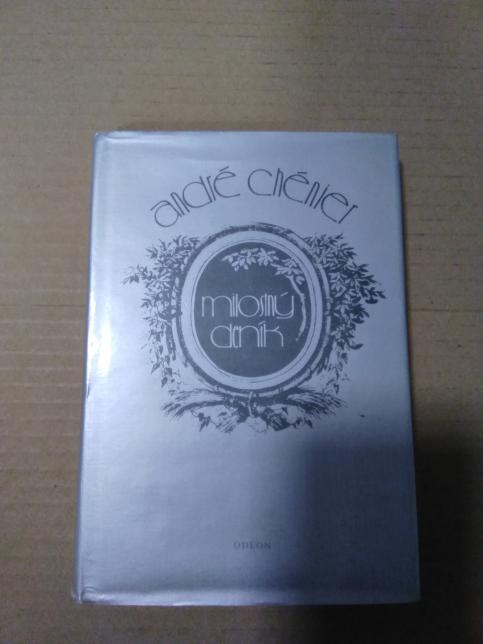 andré chénier
milostný
deník
ODEON